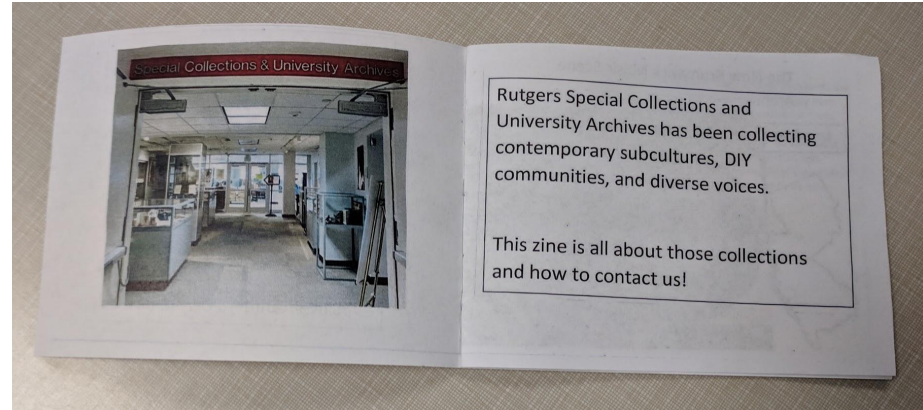 Special Collections & University Archives
Rutgers Special Collections and
University Archives has been collecting
contemporary subcultures, DIY
communities, and diverse voices.
This zine is all about those collections
and how to contact us!